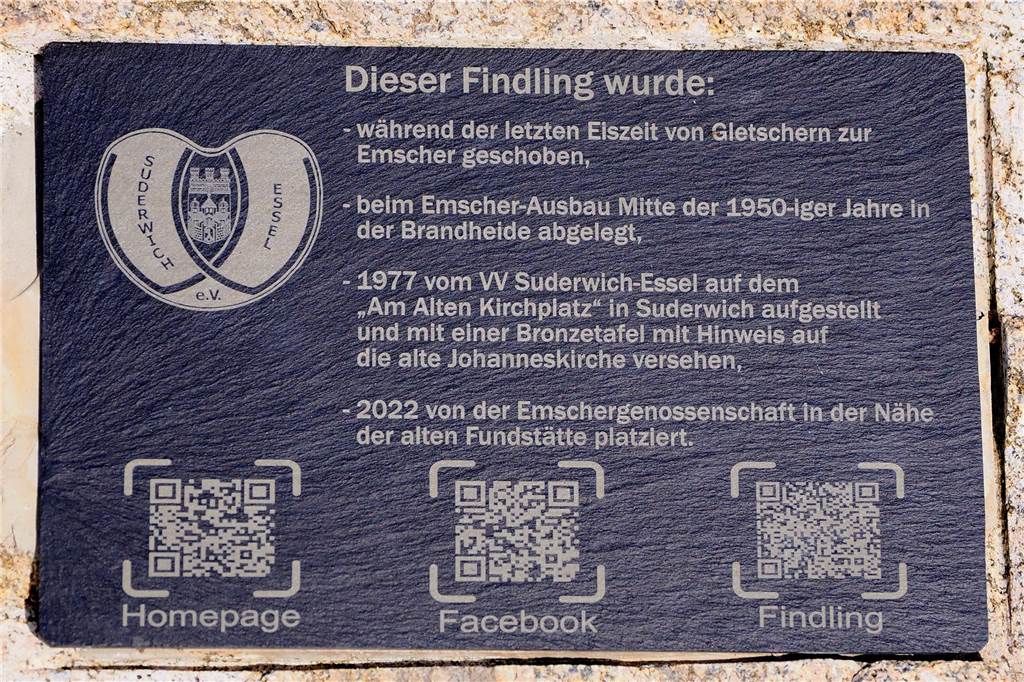 Dieser Findling wurde:
- während der letzten Eiszeit von Gletschern zur
Emscher geschoben,
- beim Emscher-Ausbau Mitte der 1950-iger Jahre in
der Brandheide abgelegt,
- 1977 vom VV Suderwich-Essel auf dem
„Am Alten Kirchplatz“ in Suderwich aufgestellt
und mit einer Bronzetafel mit Hinweis auf
die alte Johanneskirche versehen,
- 2022 von der Emschergenossenschaft in der Nähe
der alten Fundstätte platziert.
SUDERWICH
ESSEL
e.V.
Homepage
Facebook
Findling